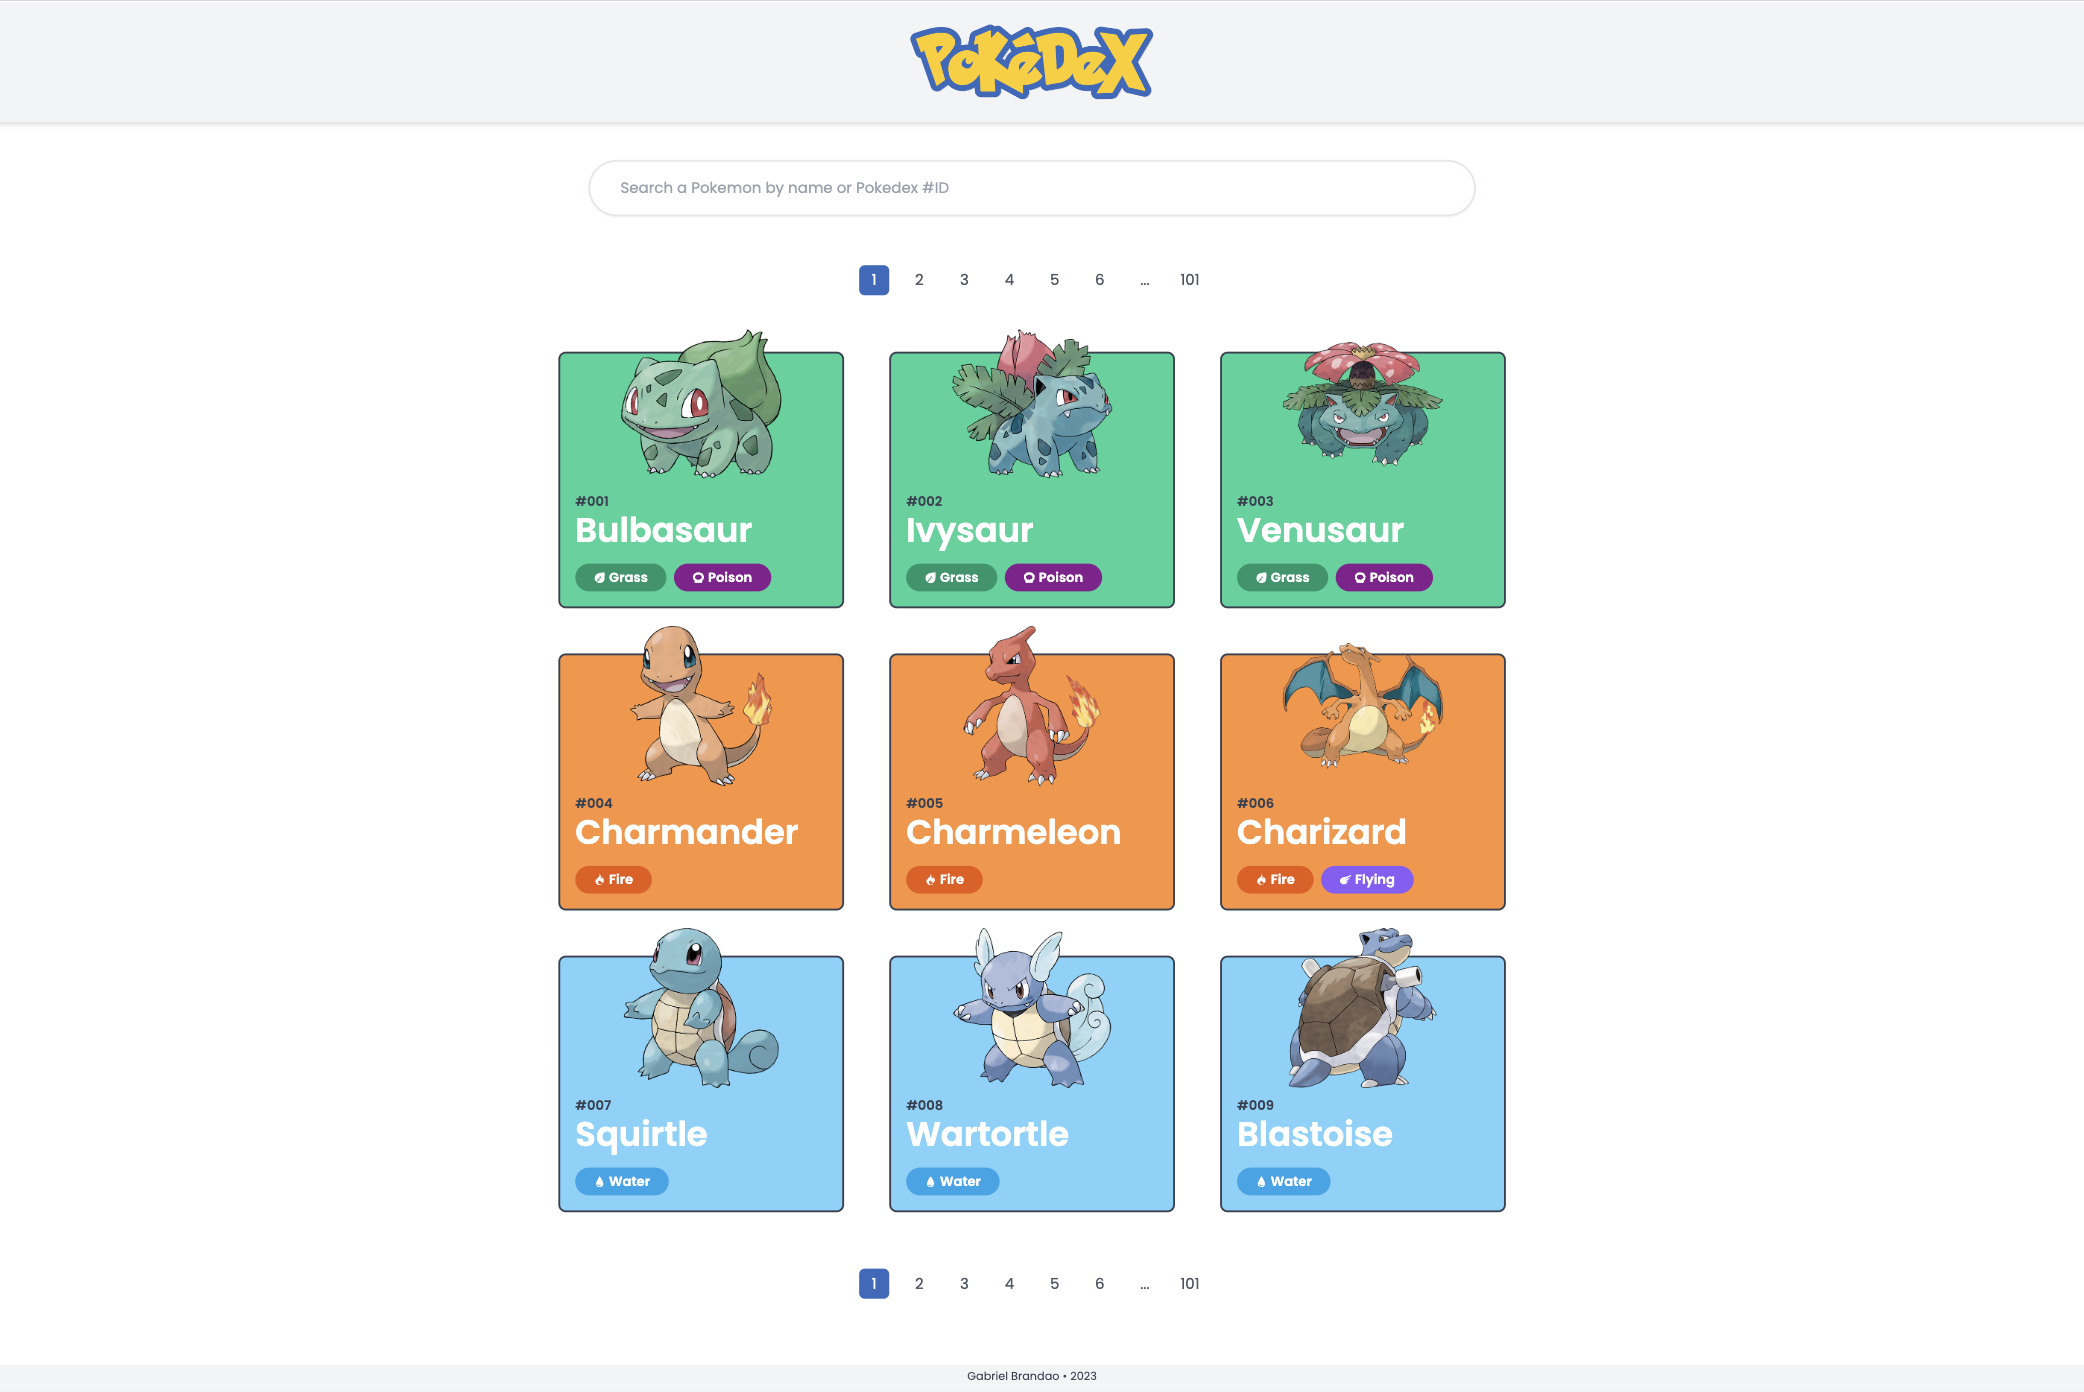 PoKéDeX
Search a Pokemon by name or Pokedex #ID
1 2 3 4 5 6 ... 101
#001
Bulbasaur
Grass Poison
#002
Ivysaur
Grass Poison
#003
Venusaur
Grass Poison
#004
Charmander
Fire
#005
Charmeleon
Fire
#006
Charizard
Fire Flying
#007
Squirtle
Water
#008
Wartortle
Water
#009
Blastoise
Water
1 2 3 4 5 6 ... 101
Gabriel Brandao • 2023